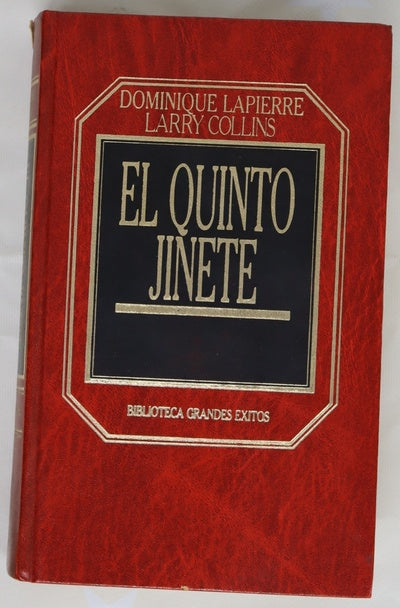 DOMINIQUE LAPIERRE
LARRY COLLINS
EL QUINTO
JINETE
BIBLIOTECA GRANDES EXITOS